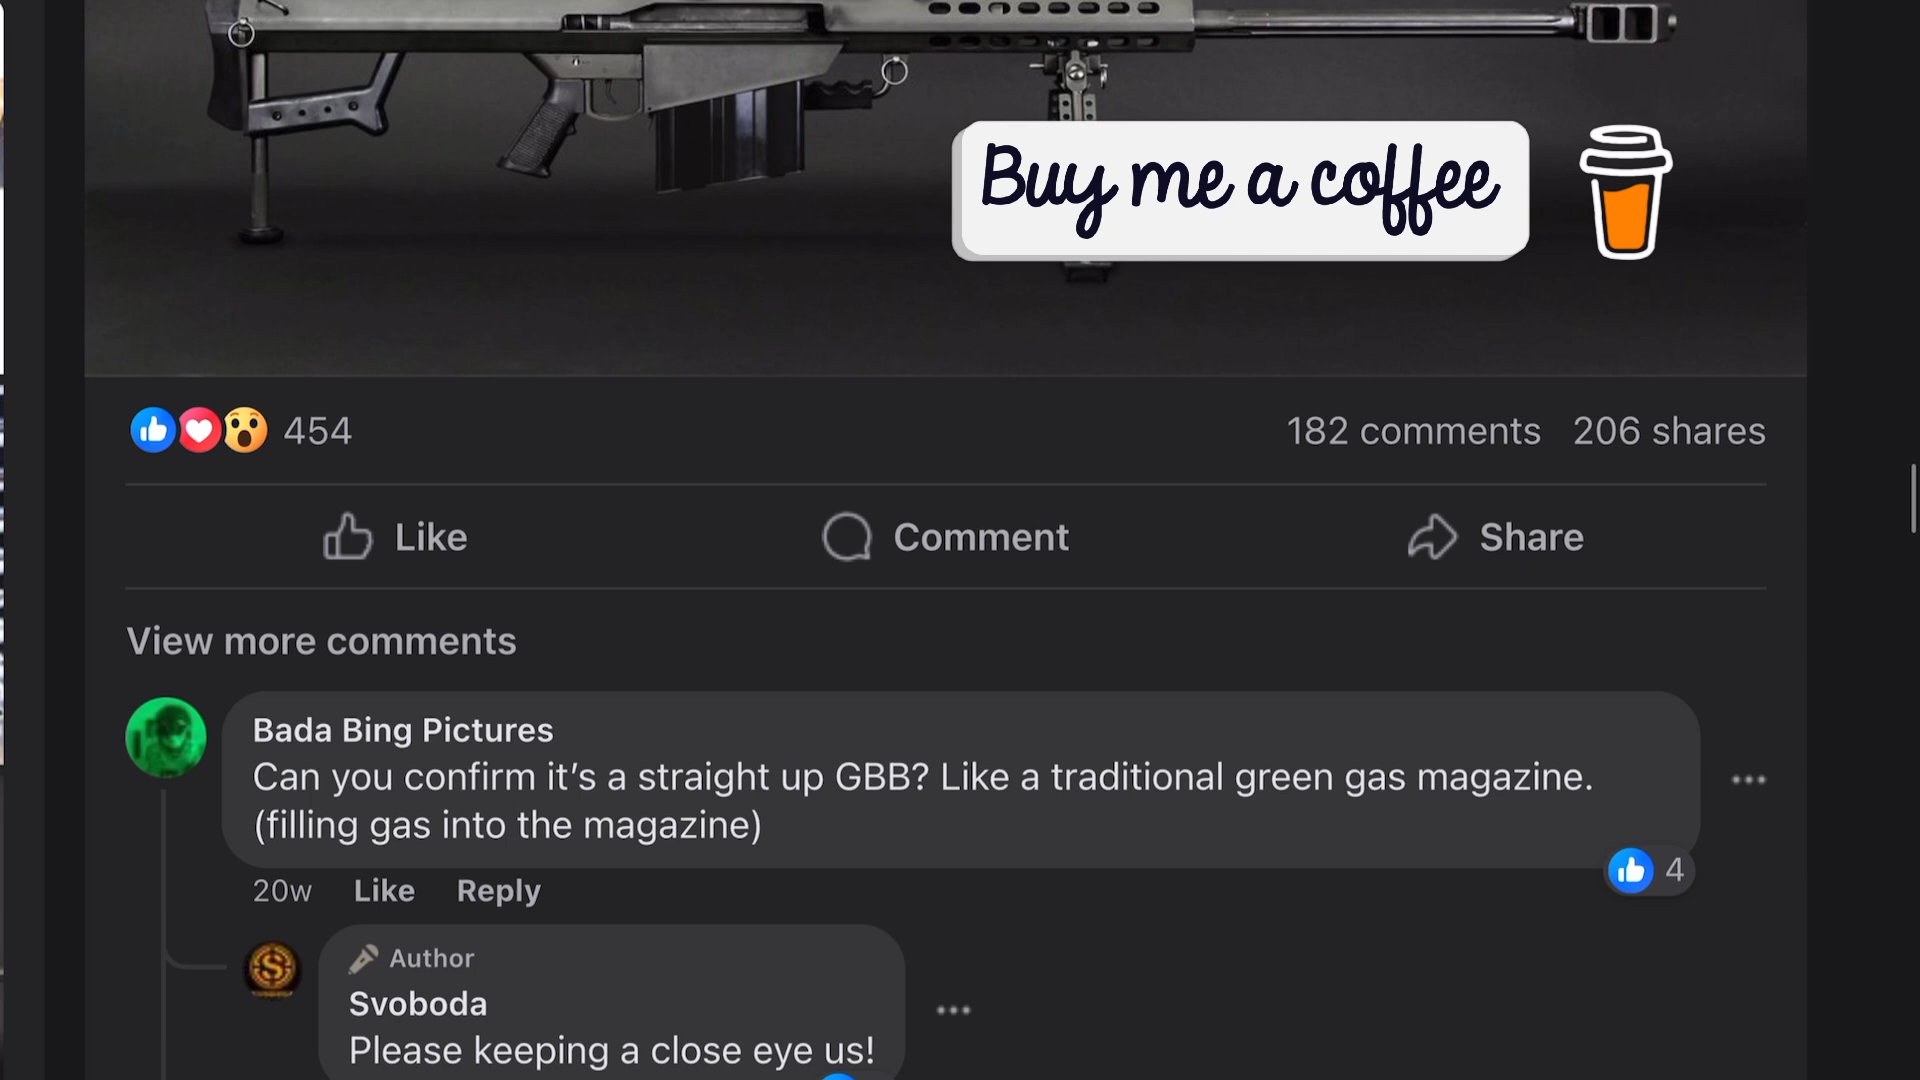 Buy me a coffee
454
182 comments 206 shares
Like Comment Share
View more comments
Bada Bing Pictures
Can you confirm it’s a straight up GBB? Like a traditional green gas magazine.
(filling gas into the magazine)
4
20w Like Reply
Author
Svoboda
Please keeping a close eye us!